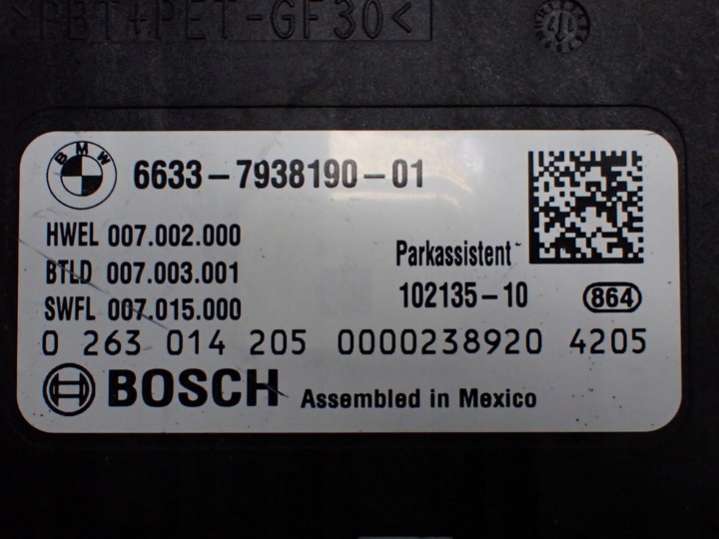 >PBT+PET-GF30<
BMW
6633-7938190-01
HWEL 007.002.000
BTLD 007.003.001
SWFL 007.015.000
Parkassistent
102135-10
864
0 263 014 205 0000238920 4205
BOSCH Assembled in Mexico